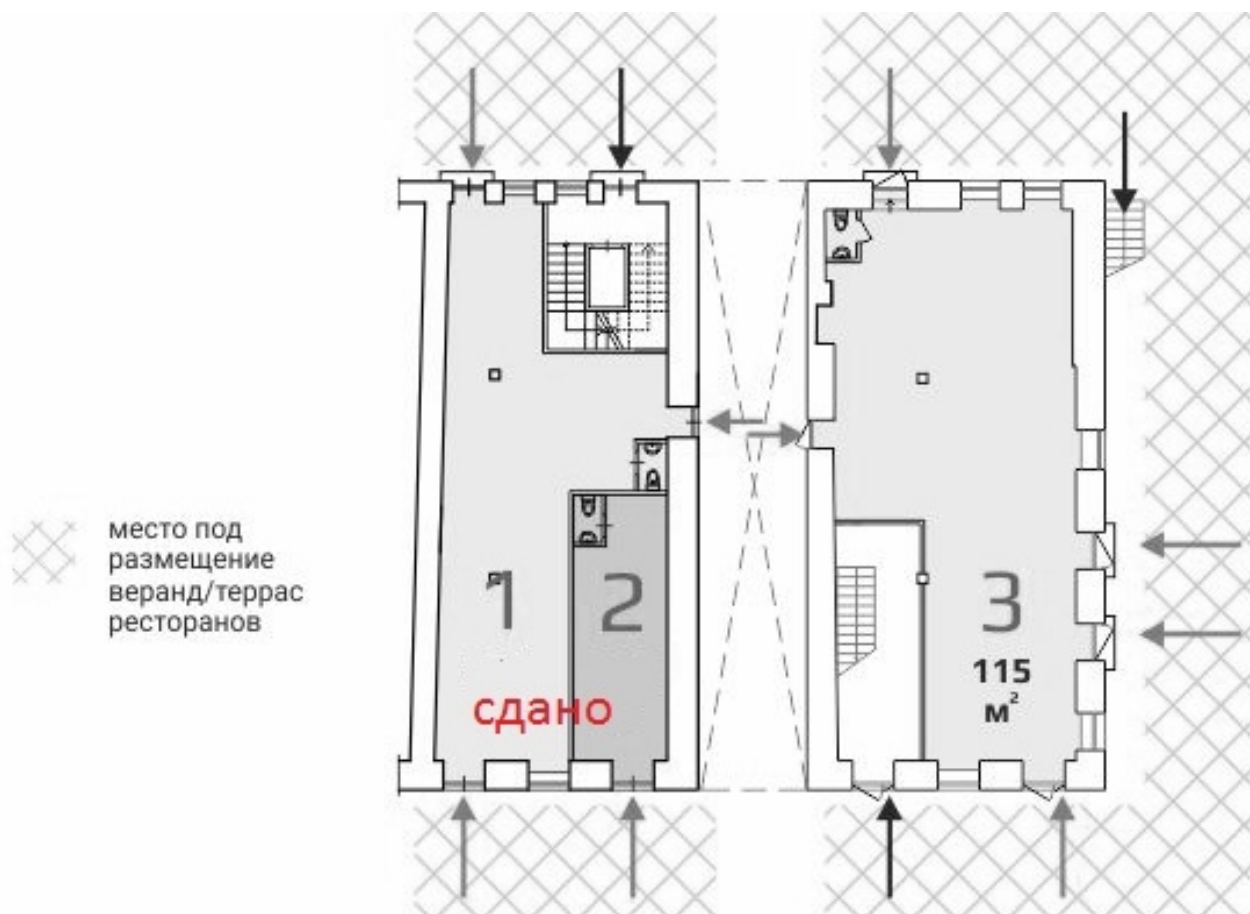 место под
размещение
веранд/террас
ресторанов
1
2
3
115
м²
сдано